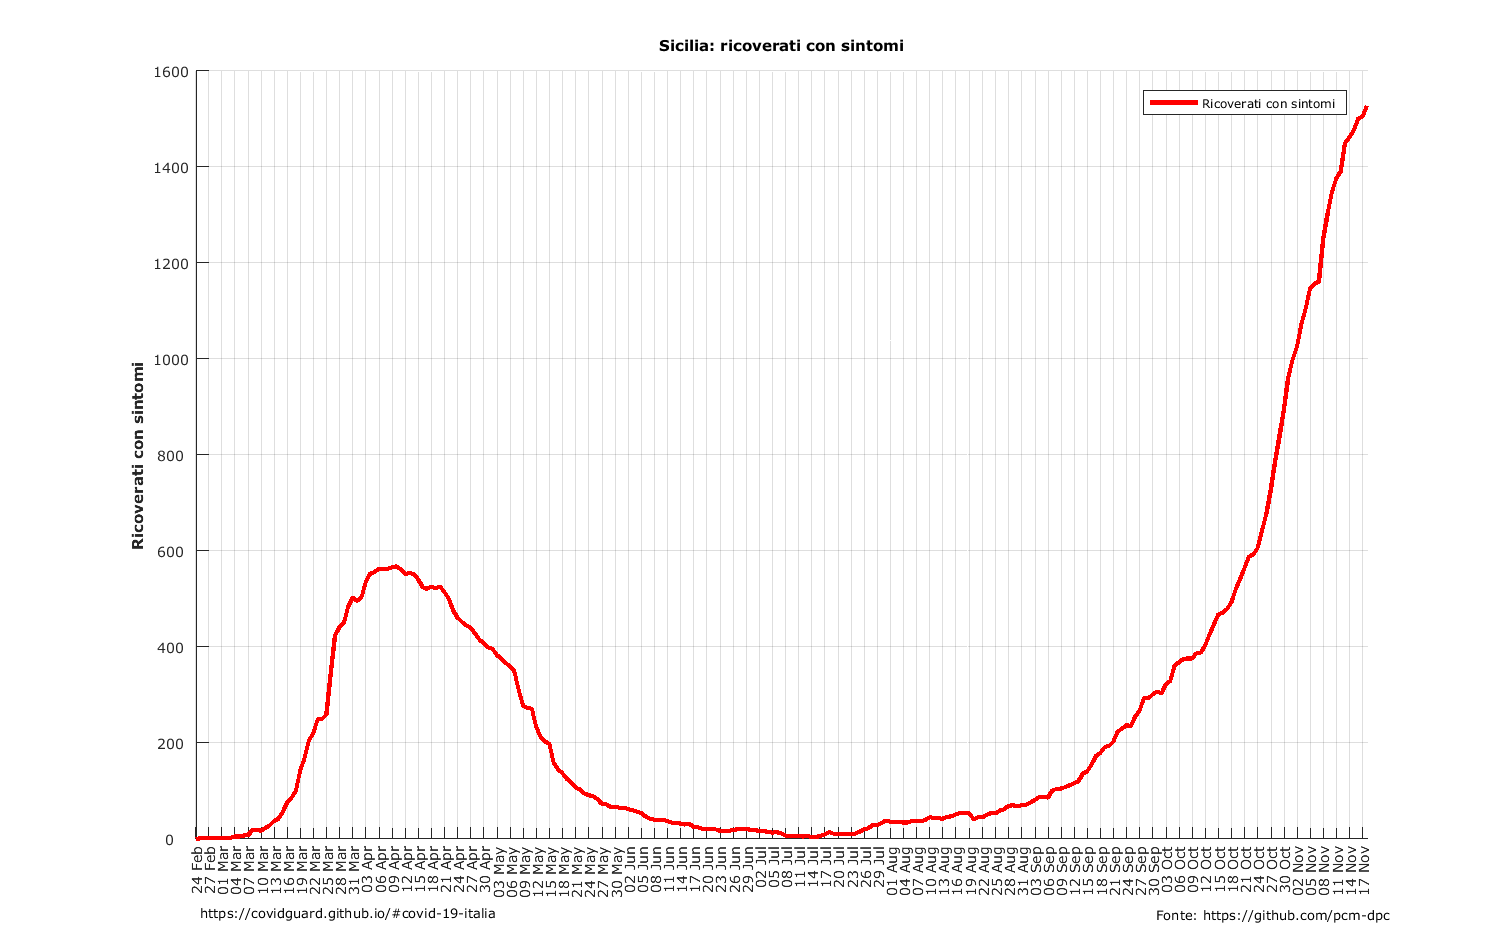 Sicilia: ricoverati con sintomi
Ricoverati con sintomi
Ricoverati con sintomi
1600
1400
1200
1000
800
600
400
200
0
24 Feb
27 Feb
01 Mar
04 Mar
07 Mar
10 Mar
13 Mar
16 Mar
19 Mar
22 Mar
25 Mar
28 Mar
31 Mar
03 Apr
06 Apr
09 Apr
12 Apr
15 Apr
18 Apr
21 Apr
24 Apr
27 Apr
30 Apr
03 May
06 May
09 May
12 May
15 May
18 May
21 May
24 May
27 May
30 May
02 Jun
05 Jun
08 Jun
11 Jun
14 Jun
17 Jun
20 Jun
23 Jun
26 Jun
29 Jun
02 Jul
05 Jul
08 Jul
11 Jul
14 Jul
17 Jul
20 Jul
23 Jul
26 Jul
29 Jul
01 Aug
04 Aug
07 Aug
10 Aug
13 Aug
16 Aug
19 Aug
22 Aug
25 Aug
28 Aug
31 Aug
03 Sep
06 Sep
09 Sep
12 Sep
15 Sep
18 Sep
21 Sep
24 Sep
27 Sep
30 Sep
03 Oct
06 Oct
09 Oct
12 Oct
15 Oct
18 Oct
21 Oct
24 Oct
27 Oct
30 Oct
02 Nov
05 Nov
08 Nov
11 Nov
14 Nov
17 Nov
https://covidguard.github.io/#covid-19-italia
Fonte: https://github.com/pcm-dpc